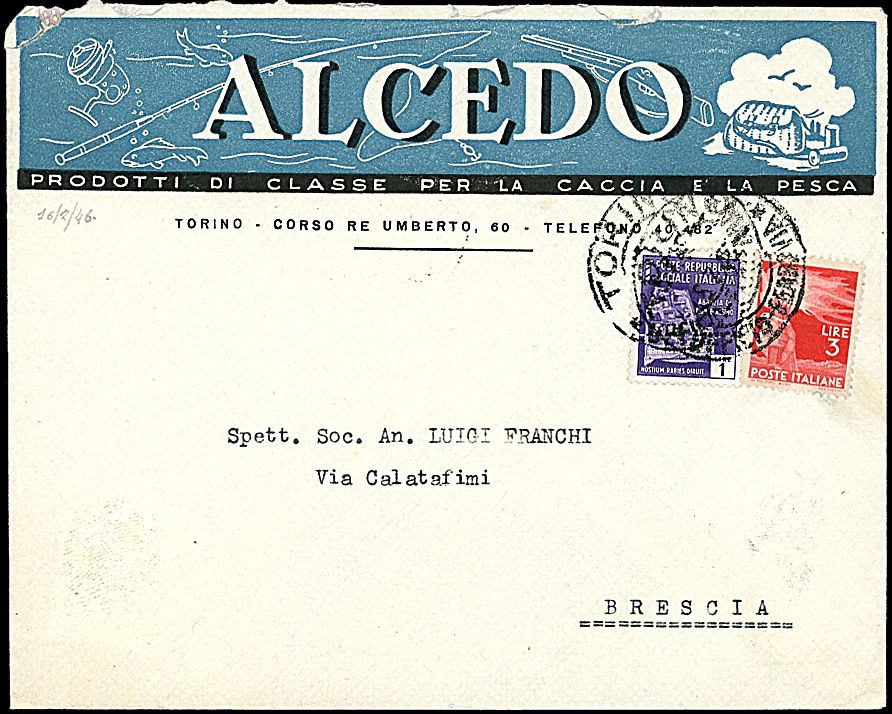 ALCEDO
PRODOTTI DI CLASSE PER LA CACCIA E LA PESCA
16/2/46
TORINO - CORSO RE UMBERTO, 60 - TELEFONO 40-482
TORINO
POSTE REPUBBLICA
SOCIALE ITALIANA
HOSTIUM RABIES DIRUIT
1
LIRE
3
POSTE ITALIANE
Spett. Soc. An. LUIGI FRANCHI
Via Calatafimi
BRESCIA